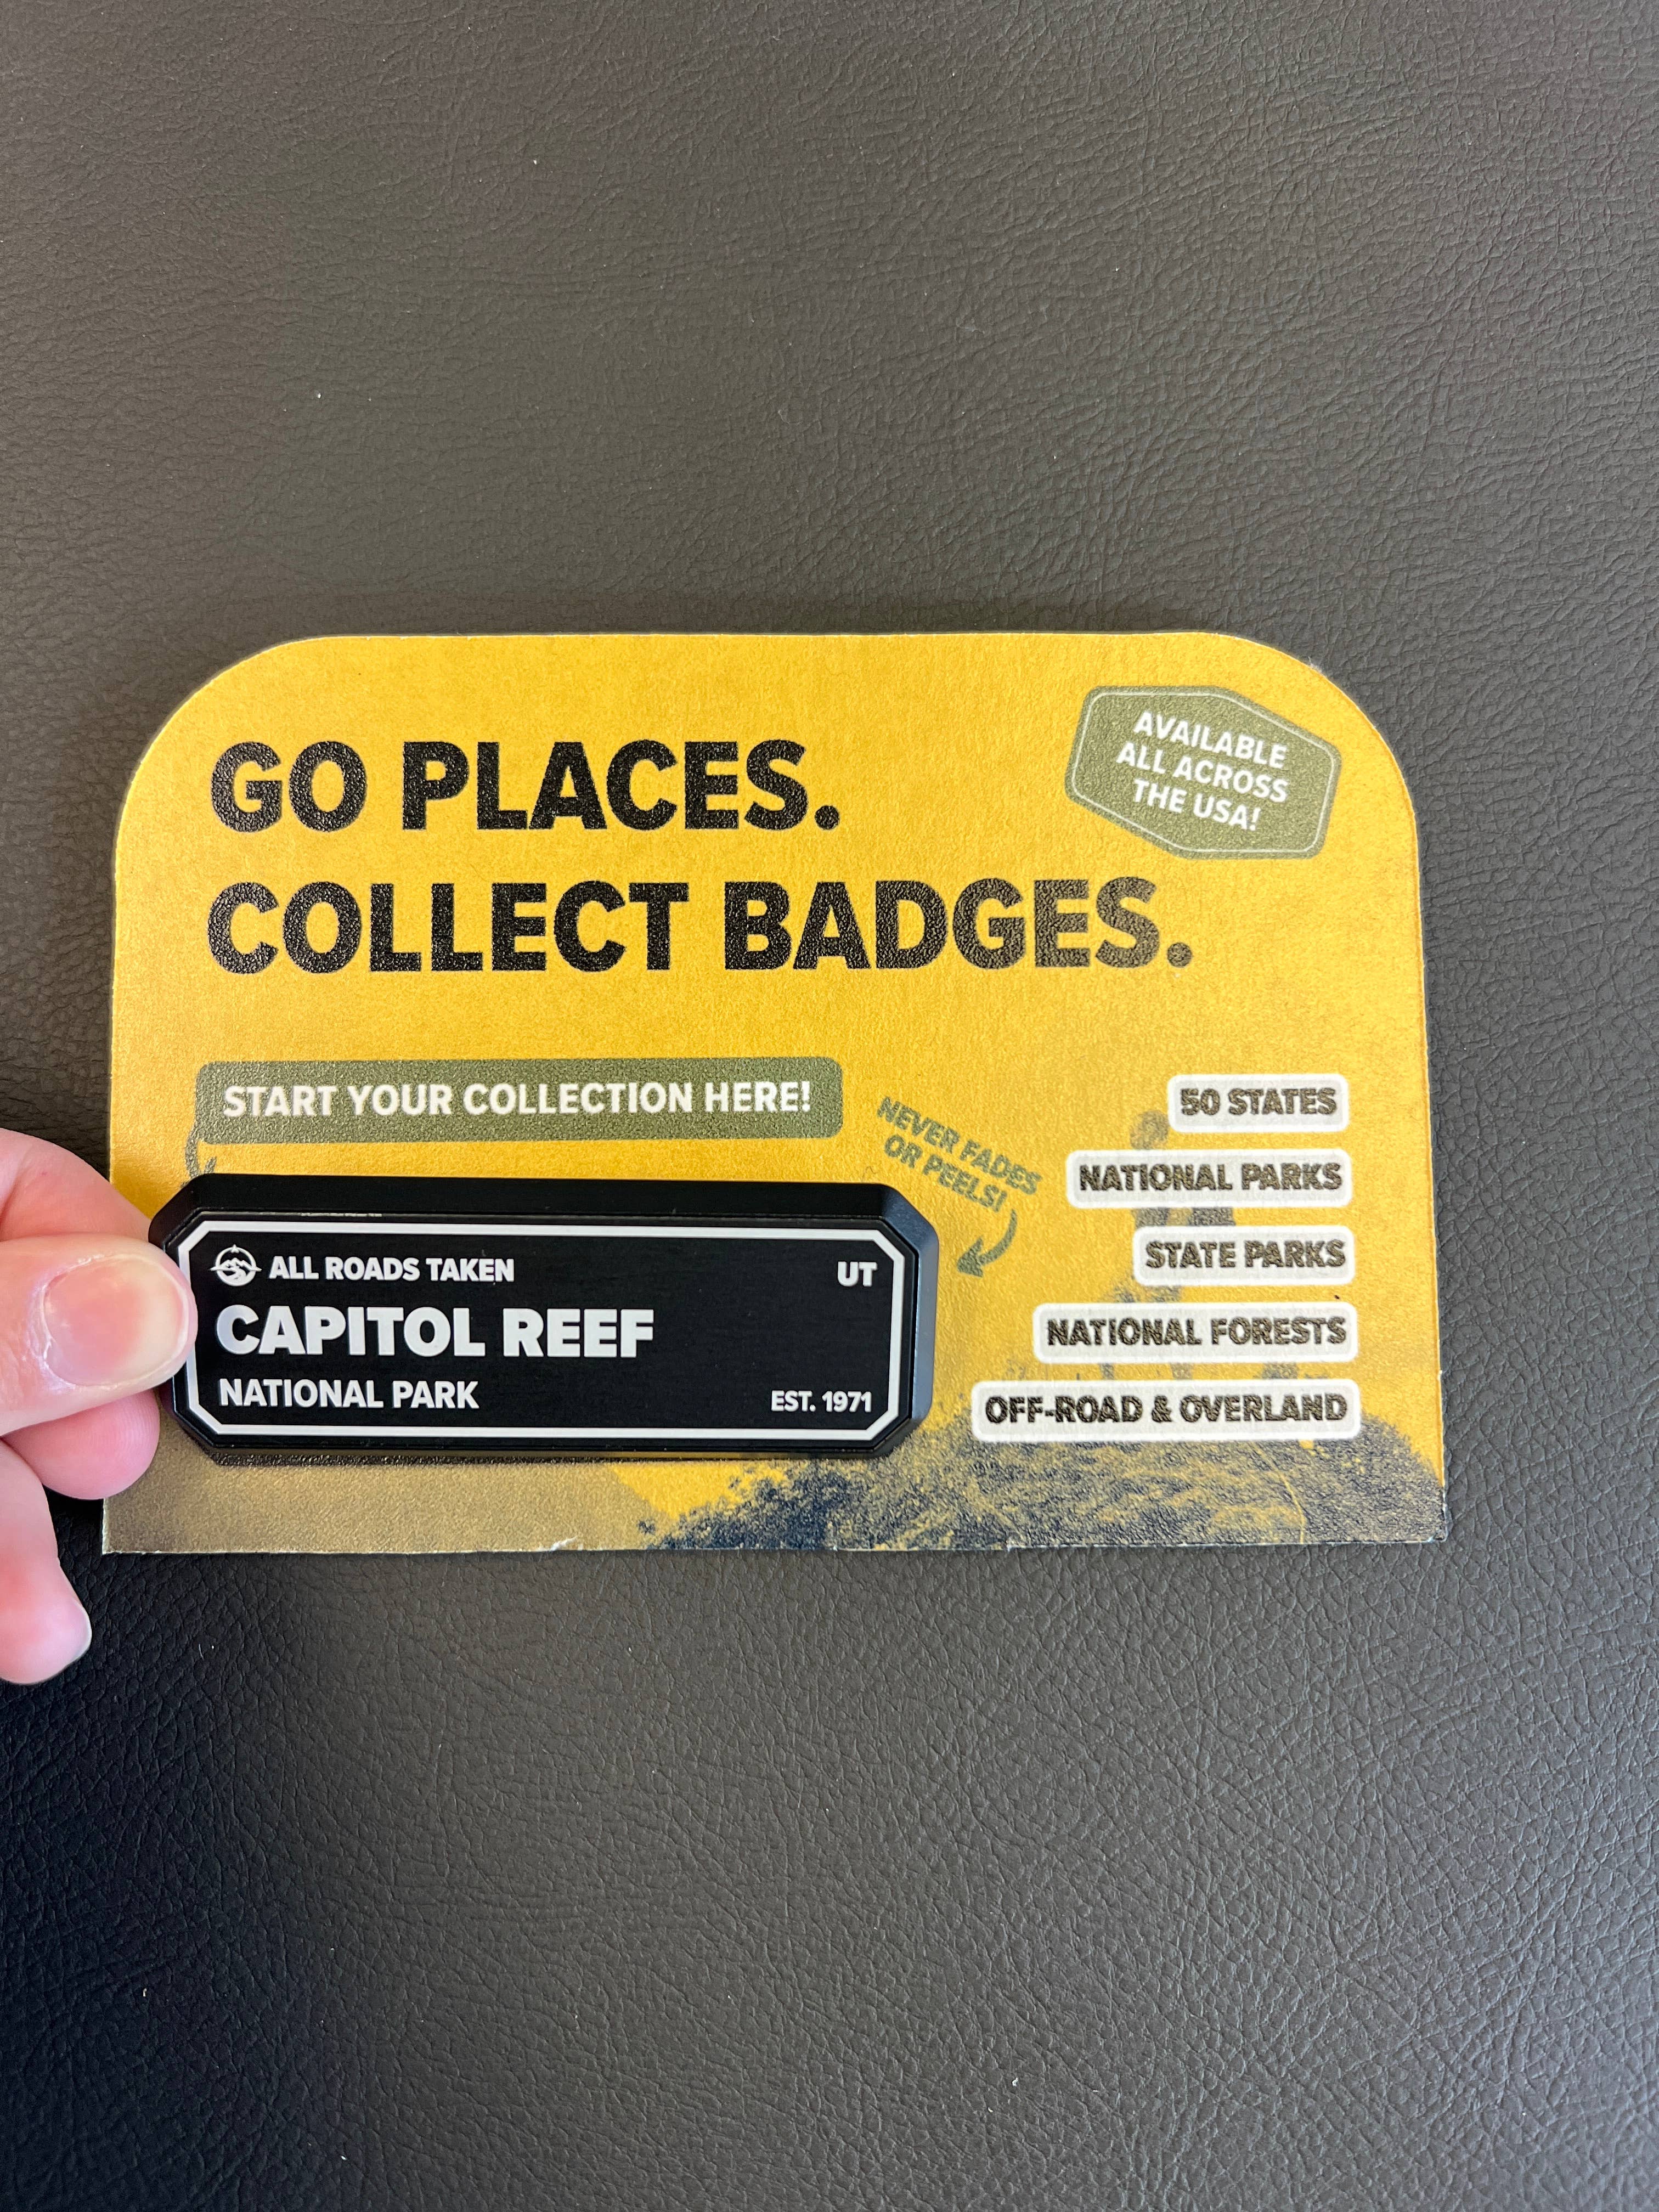 GO PLACES.
COLLECT BADGES.
AVAILABLE
ALL ACROSS
THE USA!
START YOUR COLLECTION HERE!
NEVER FADES
OR PEELS!
ALL ROADS TAKEN
UT
CAPITOL REEF
NATIONAL PARK
EST. 1971
50 STATES
NATIONAL PARKS
STATE PARKS
NATIONAL FORESTS
OFF-ROAD & OVERLAND